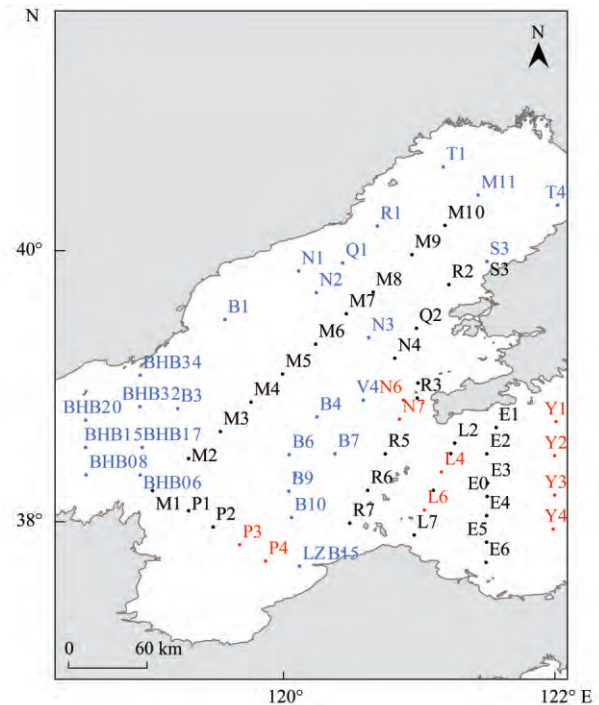 N
N
T1
M11
T4
R1
M10
40°
N1
Q1
M9
S3
S3
N2
M8
R2
M7
B1
M6
N3
Q2
N4
BHB34
M5
BHB32
B3
M4
V4
N6
R3
BHB20
M3
B4
N7
E1
Y1
BHB15
BHB17
B6
B7
R5
L2
E2
Y2
BHB08
M2
L4
BHB06
B9
R6
E3
Y3
M1
P1
B10
E0
L6
38°
P2
R7
L7
E4
Y4
P3
E5
P4
LZB15
E6
0
60 km
120°
122° E